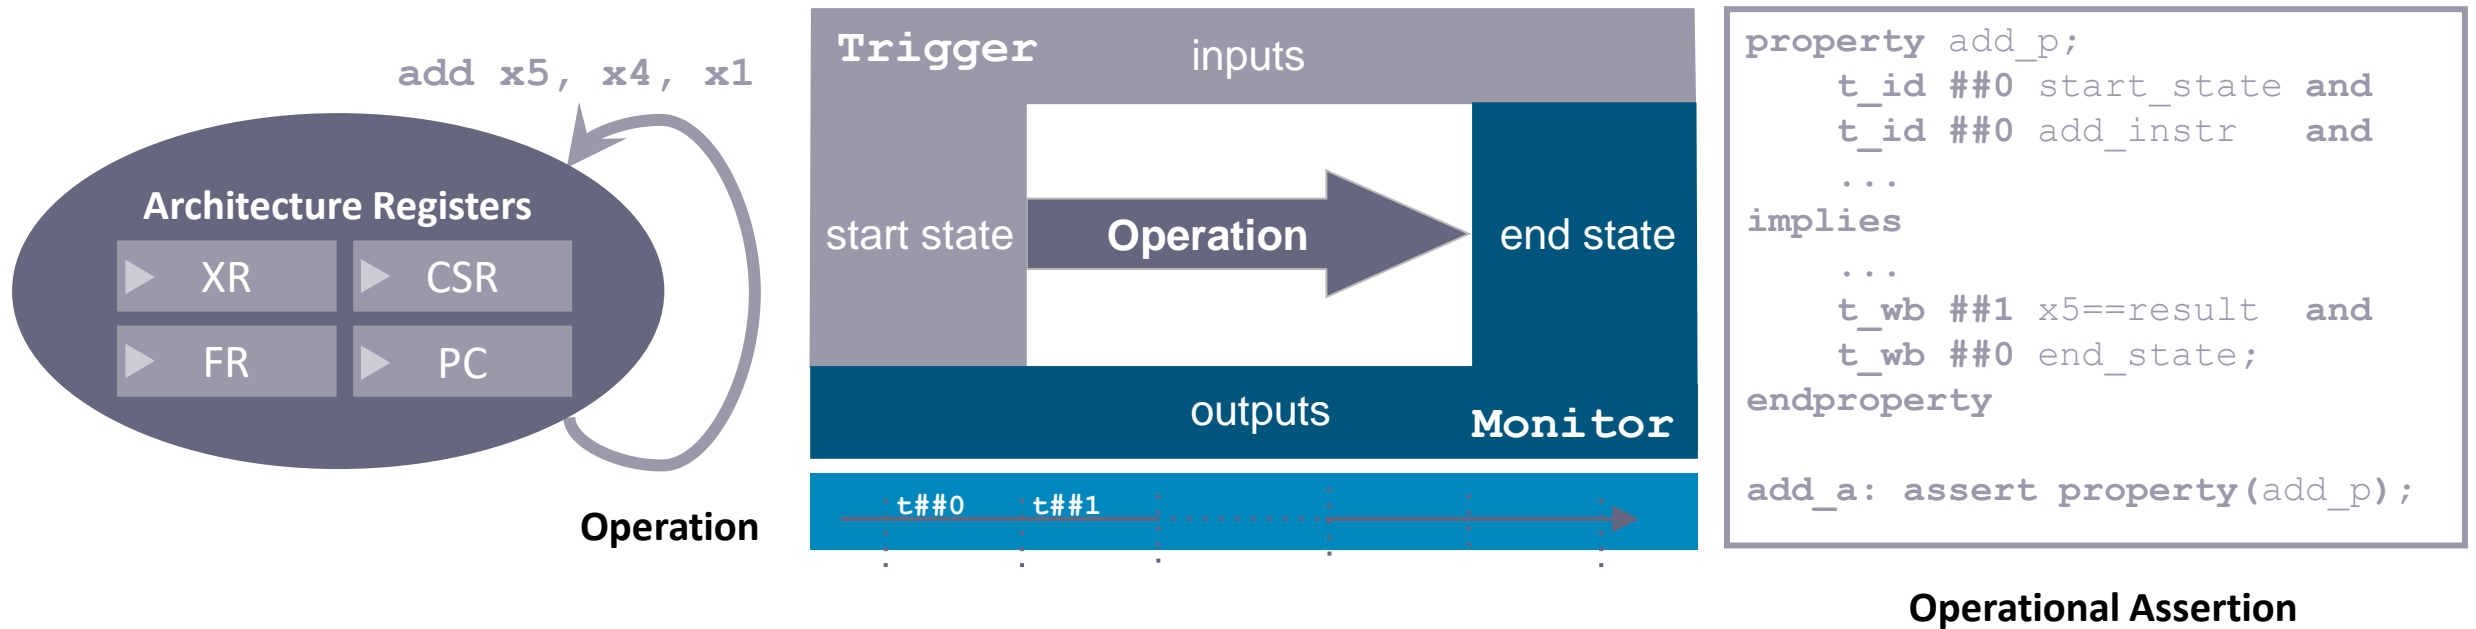 add x5, x4, x1
Architecture Registers
XR
CSR
FR
PC
Operation
Trigger
inputs
start state
Operation
end state
outputs
Monitor
t##0
t##1
property add_p;
t_id ##0 start_state and
t_id ##0 add_instr and
...
implies
...
t_wb ##1 x5==result and
t_wb ##0 end_state;
endproperty
add_a: assert property(add_p);
Operational Assertion